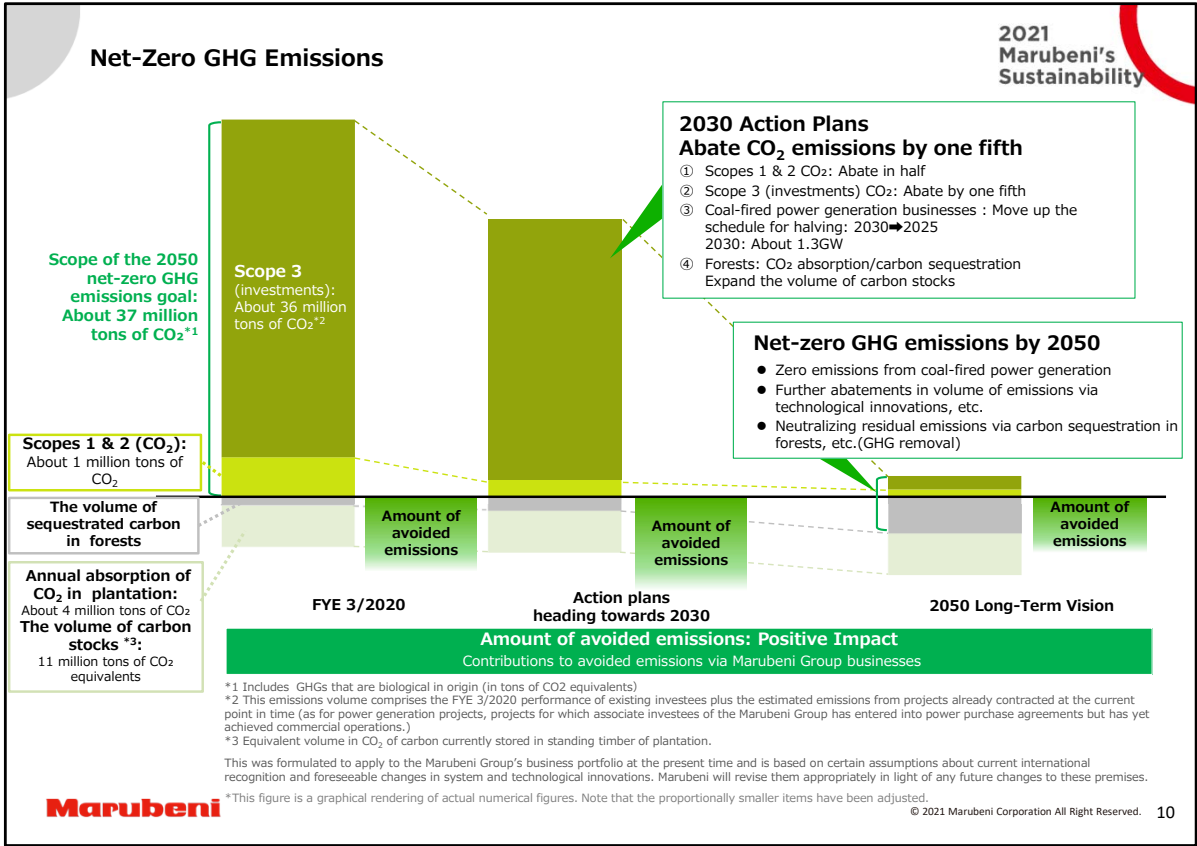 Net-Zero GHG Emissions
2021
Marubeni's
Sustainability
2030 Action Plans
Abate CO₂ emissions by one fifth
① Scopes 1 & 2 CO₂: Abate in half
② Scope 3 (investments) CO₂: Abate by one fifth
③ Coal-fired power generation businesses : Move up the
schedule for halving: 2030➡2025
2030: About 1.3GW
④ Forests: CO₂ absorption/carbon sequestration
Expand the volume of carbon stocks
Scope of the 2050
net-zero GHG
emissions goal:
About 37 million
tons of CO₂*1
Scope 3
(investments):
About 36 million
tons of CO₂*2
Net-zero GHG emissions by 2050
● Zero emissions from coal-fired power generation
● Further abatements in volume of emissions via
technological innovations, etc.
● Neutralizing residual emissions via carbon sequestration in
forests, etc.(GHG removal)
Scopes 1 & 2 (CO₂):
About 1 million tons of
CO₂
The volume of
sequestrated carbon
in forests
Annual absorption of
CO₂ in plantation:
About 4 million tons of CO₂
The volume of carbon
stocks *3:
11 million tons of CO₂
equivalents
Amount of
avoided
emissions
Amount of
avoided
emissions
Amount of
avoided
emissions
FYE 3/2020
Action plans
heading towards 2030
2050 Long-Term Vision
Amount of avoided emissions: Positive Impact
Contributions to avoided emissions via Marubeni Group businesses
*1 Includes GHGs that are biological in origin (in tons of CO2 equivalents)
*2 This emissions volume comprises the FYE 3/2020 performance of existing investees plus the estimated emissions from projects already contracted at the current
point in time (as for power generation projects, projects for which associate investees of the Marubeni Group has entered into power purchase agreements but has yet
achieved commercial operations.)
*3 Equivalent volume in CO₂ of carbon currently stored in standing timber of plantation.
This was formulated to apply to the Marubeni Group's business portfolio at the present time and is based on certain assumptions about current international
recognition and foreseeable changes in system and technological innovations. Marubeni will revise them appropriately in light of any future changes to these premises.
*This figure is a graphical rendering of actual numerical figures. Note that the proportionally smaller items have been adjusted.
Marubeni
© 2021 Marubeni Corporation All Right Reserved.
10